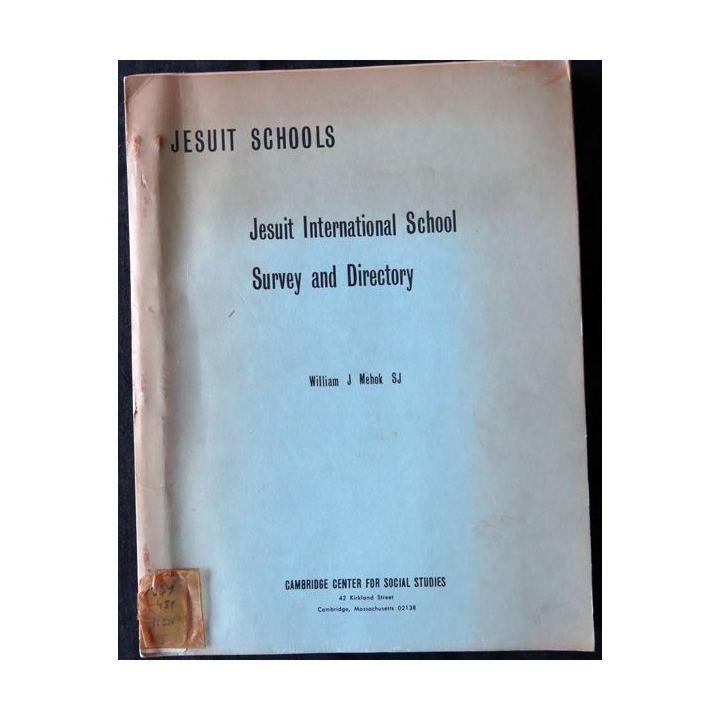 JESUIT SCHOOLS
Jesuit International School
Survey and Directory
William J Mehok SJ
CAMBRIDGE CENTER FOR SOCIAL STUDIES
42 Kirkland Street
Cambridge, Massachusetts 02138